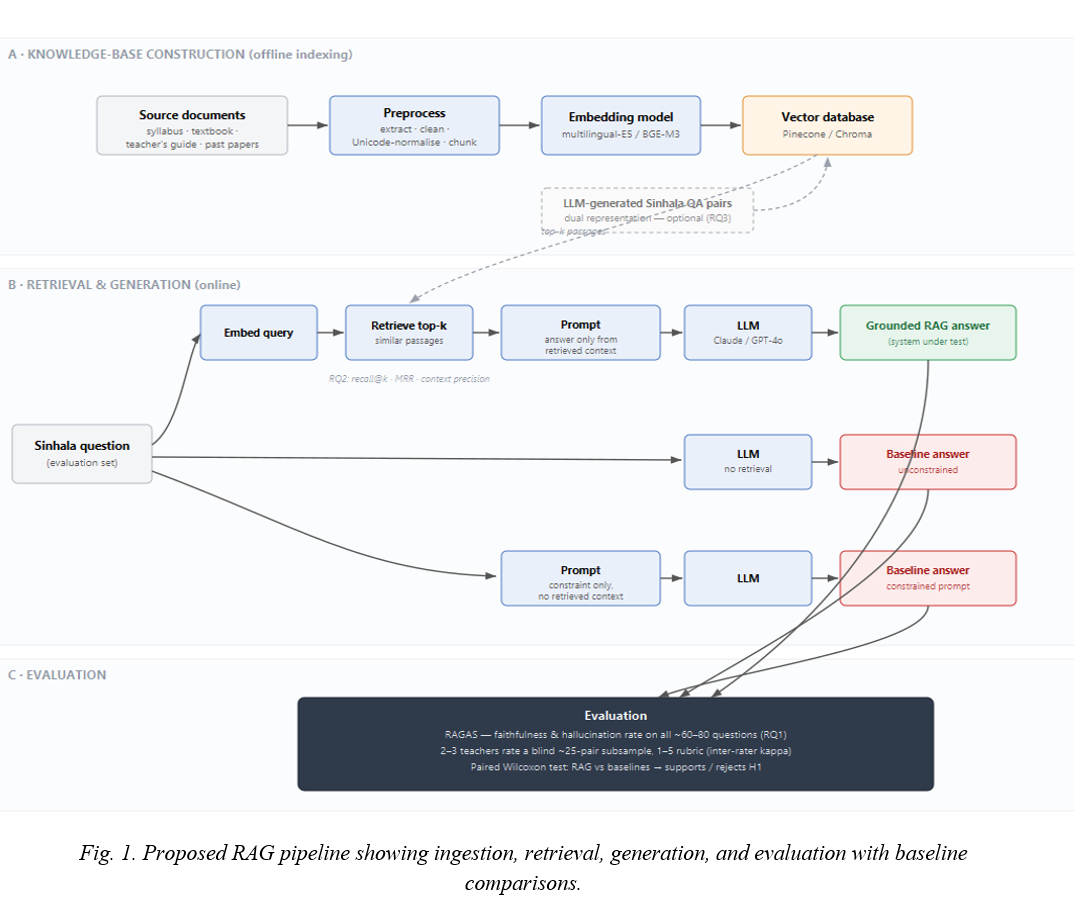 A · KNOWLEDGE-BASE CONSTRUCTION (offline indexing)
Source documents
syllabus · textbook ·
teacher's guide · past papers
Preprocess
extract · clean ·
Unicode-normalise · chunk
Embedding model
multilingual-E5 / BGE-M3
Vector database
Pinecone / Chroma
LLM-generated Sinhala QA pairs
dual representation — optional (RQ3)
top-k passages
B · RETRIEVAL & GENERATION (online)
Embed query
Retrieve top-k
similar passages
Prompt
answer only from
retrieved context
LLM
Claude / GPT-4o
Grounded RAG answer
(system under test)
RQ2: recall@k · MRR · context precision
Sinhala question
(evaluation set)
LLM
no retrieval
Baseline answer
unconstrained
Prompt
constraint only,
no retrieved context
LLM
Baseline answer
constrained prompt
C · EVALUATION
Evaluation
RAGAS — faithfulness & hallucination rate on all ~60–80 questions (RQ1)
2–3 teachers rate a blind ~25-pair subsample, 1–5 rubric (inter-rater kappa)
Paired Wilcoxon test: RAG vs baselines → supports / rejects H1
Fig. 1. Proposed RAG pipeline showing ingestion, retrieval, generation, and evaluation with baseline
comparisons.